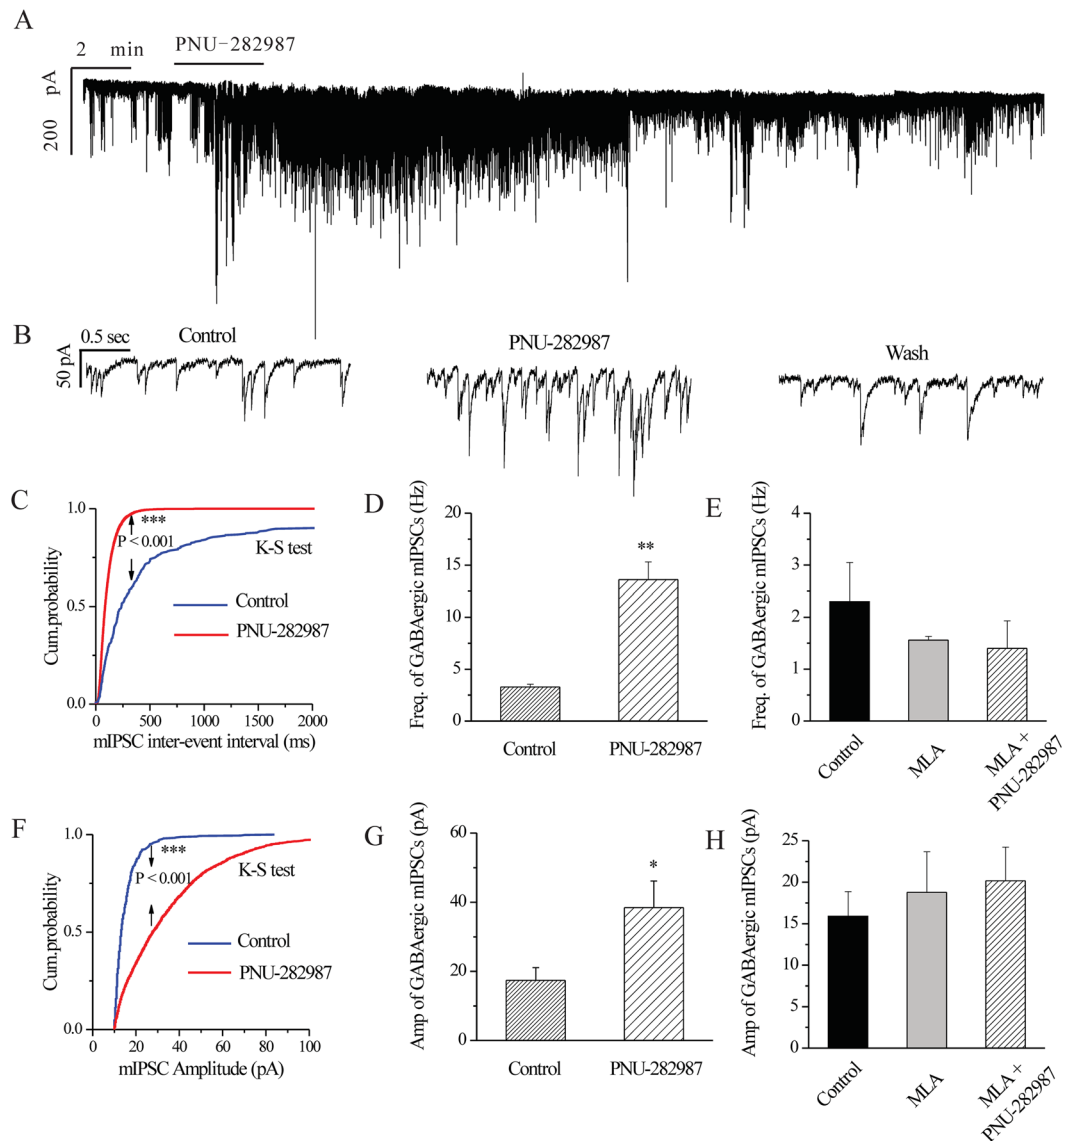 A
2 min
PNU-282987
200 pA
B
0.5 sec
50 pA
Control
PNU-282987
Wash
C
Cum.probability
1.0
0.5
0.0
***
P < 0.001
K-S test
Control
PNU-282987
0 500 1000 1500 2000
mIPSC inter-event interval (ms)
D
Freq. of GABAergic mIPSCs (Hz)
20
15
10
5
0
**
Control PNU-282987
E
Freq. of GABAergic mIPSCs (Hz)
4
3
2
1
0
Control
MLA
MLA +
PNU-282987
F
Cum.probability
1.0
0.5
0.0
***
P < 0.001
K-S test
Control
PNU-282987
0 20 40 60 80 100
mIPSC Amplitude (pA)
G
Amp of GABAergic mIPSCs (pA)
60
40
20
0
*
Control PNU-282987
H
Amp of GABAergic mIPSCs (pA)
25
20
15
10
5
0
Control
MLA
MLA +
PNU-282987